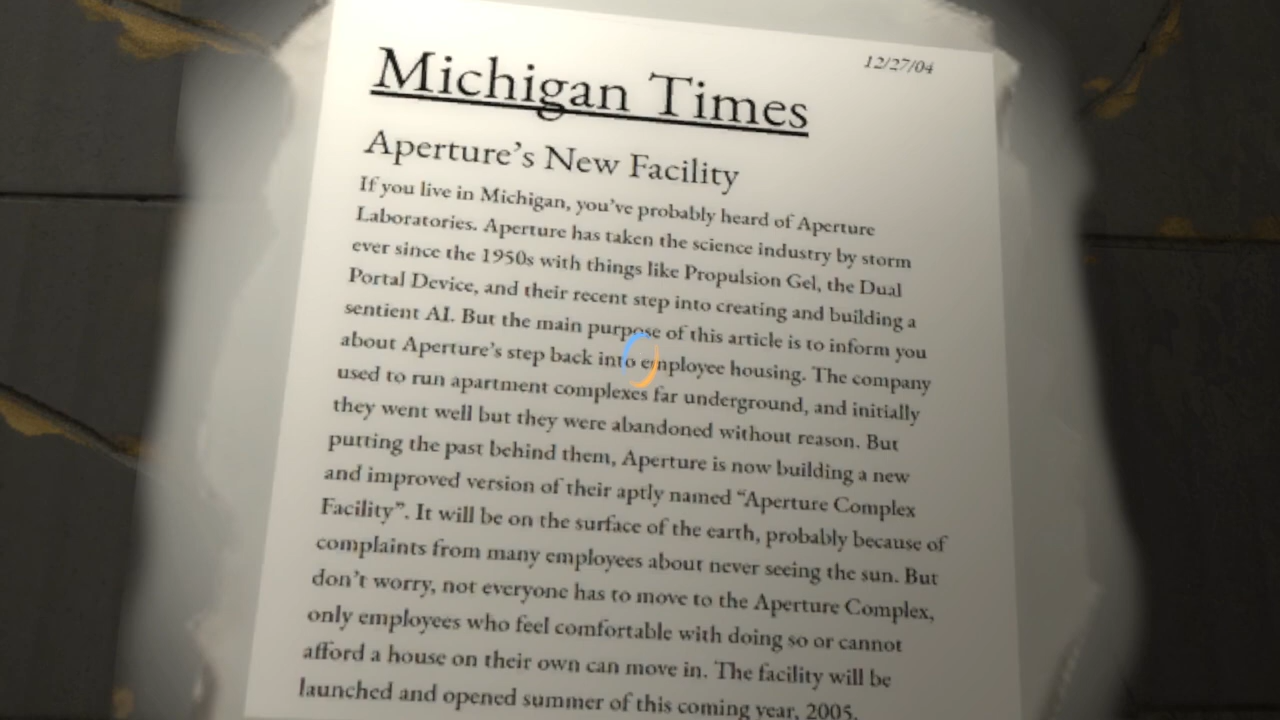 12/27/04
Michigan Times
Aperture's New Facility
If you live in Michigan, you've probably heard of Aperture
Laboratories. Aperture has taken the science industry by storm
ever since the 1950s with things like Propulsion Gel, the Dual
Portal Device, and their recent step into creating and building a
sentient AI. But the main purpose of this article is to inform you
about Aperture's step back into employee housing. The company
used to run apartment complexes far underground, and initially
they went well but they were abandoned without reason. But
putting the past behind them, Aperture is now building a new
and improved version of their aptly named “Aperture Complex
Facility”. It will be on the surface of the earth, probably because of
complaints from many employees about never seeing the sun. But
don't worry, not everyone has to move to the Aperture Complex,
only employees who feel comfortable with doing so or cannot
afford a house on their own can move in. The facility will be
launched and opened summer of this coming year, 2005.